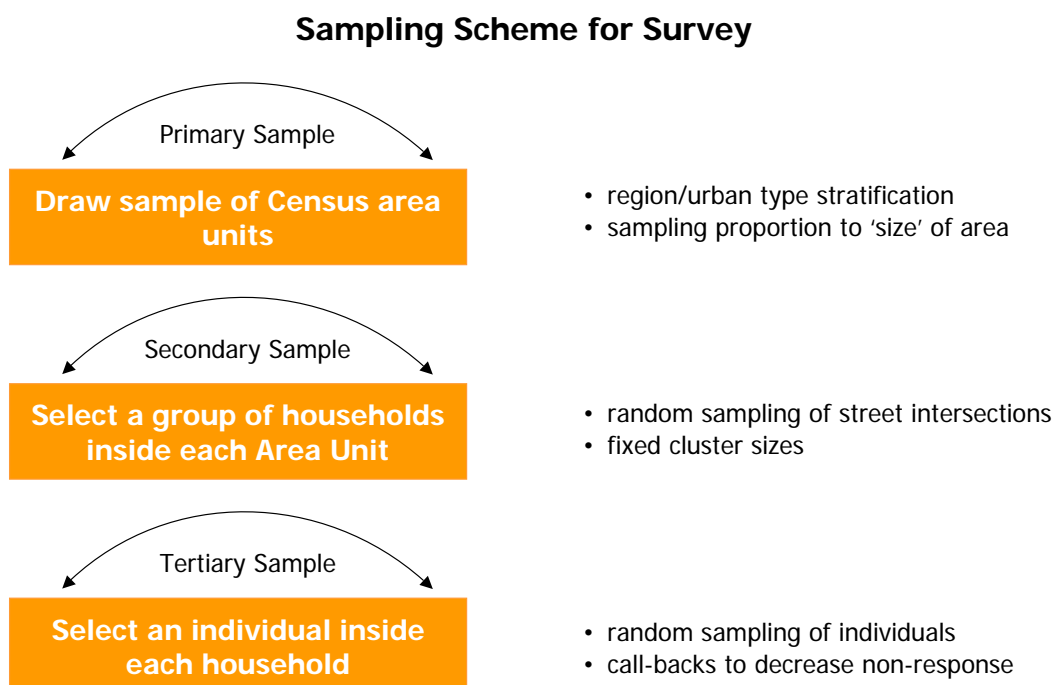 Sampling Scheme for Survey
Primary Sample
Draw sample of Census area
units
• region/urban type stratification
• sampling proportion to ‘size’ of area
Secondary Sample
Select a group of households
inside each Area Unit
• random sampling of street intersections
• fixed cluster sizes
Tertiary Sample
Select an individual inside
each household
• random sampling of individuals
• call-backs to decrease non-response